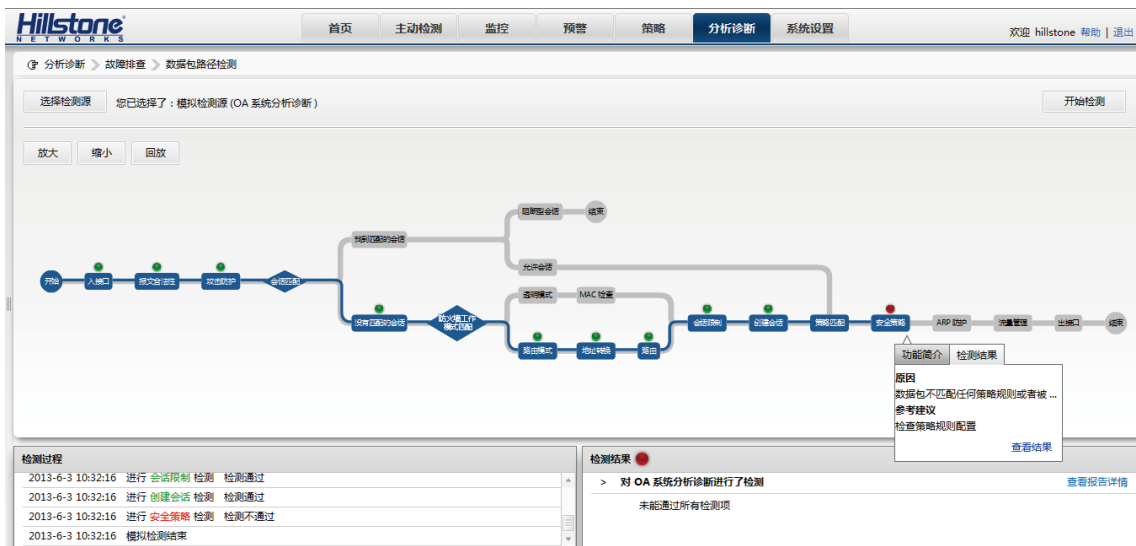 Hillstone
NETWORKS
首页 主动检测 监控 预警 策略 分析诊断 系统设置
欢迎 hillstone 帮助 | 退出
分析诊断 故障排查 数据包路径检测
选择检测源 您已选择了：模拟检测源 (OA 系统分析诊断 )
开始检测
放大 缩小 回放
阻断型会话 结束
找到匹配的会话
允许会话
开始 入接口 报文合法性 攻击防护 会话匹配
透明模式 MAC 检查
没有匹配的会话 防火墙工作
模式匹配
会话限制 创建会话 策略匹配 安全策略 ARP 防护 流量管理 出接口 结束
路由模式 地址转换 路由
功能简介 检测结果
原因
数据包不匹配任何策略规则或者被 ...
参考建议
检查策略规则配置
查看结果
检测过程
2013-6-3 10:32:16 进行 会话限制 检测 检测通过
2013-6-3 10:32:16 进行 创建会话 检测 检测通过
2013-6-3 10:32:16 进行 安全策略 检测 检测不通过
2013-6-3 10:32:16 模拟检测结束
检测结果
> 对 OA 系统分析诊断进行了检测 查看报告详情
未能通过所有检测项